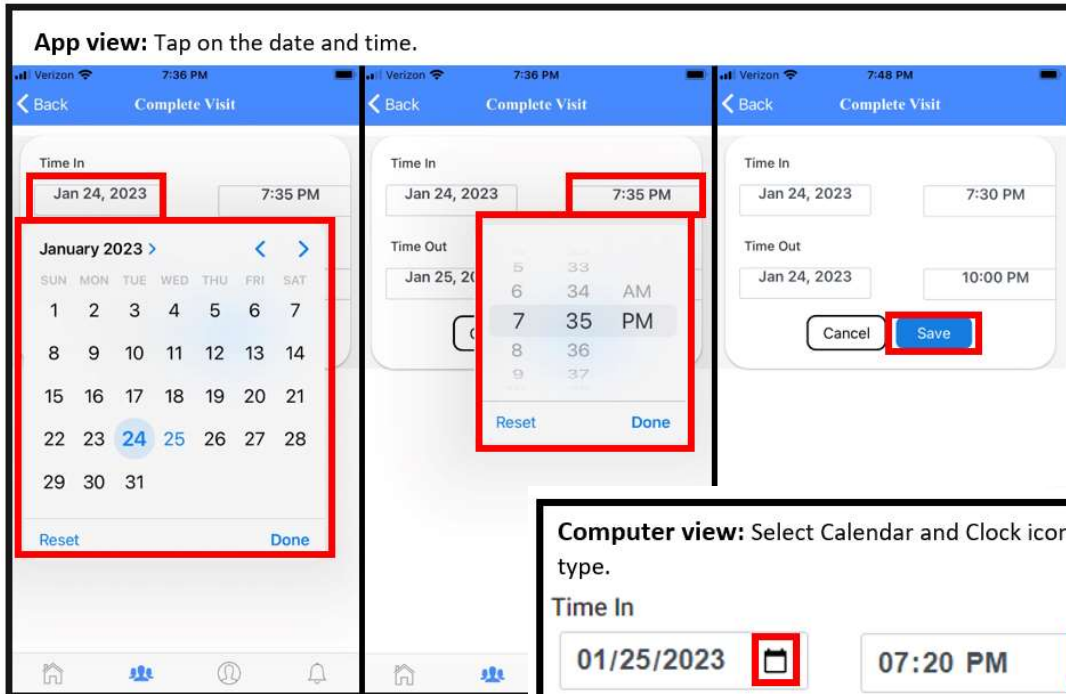 App view: Tap on the date and time.
Verizon 7:36 PM
Back Complete Visit
Time In
Jan 24, 2023 7:35 PM
January 2023 >
SUN MON TUE WED THU FRI SAT
1 2 3 4 5 6 7
8 9 10 11 12 13 14
15 16 17 18 19 20 21
22 23 24 25 26 27 28
29 30 31
Reset Done
Verizon 7:36 PM
Back Complete Visit
Time In
Jan 24, 2023 7:35 PM
Time Out
Jan 25, 20
5 33
6 34 AM
7 35 PM
8 36
9 37
Reset Done
Verizon 7:48 PM
Back Complete Visit
Time In
Jan 24, 2023 7:30 PM
Time Out
Jan 24, 2023 10:00 PM
Cancel Save
Computer view: Select Calendar and Clock icon
type.
Time In
01/25/2023 07:20 PM